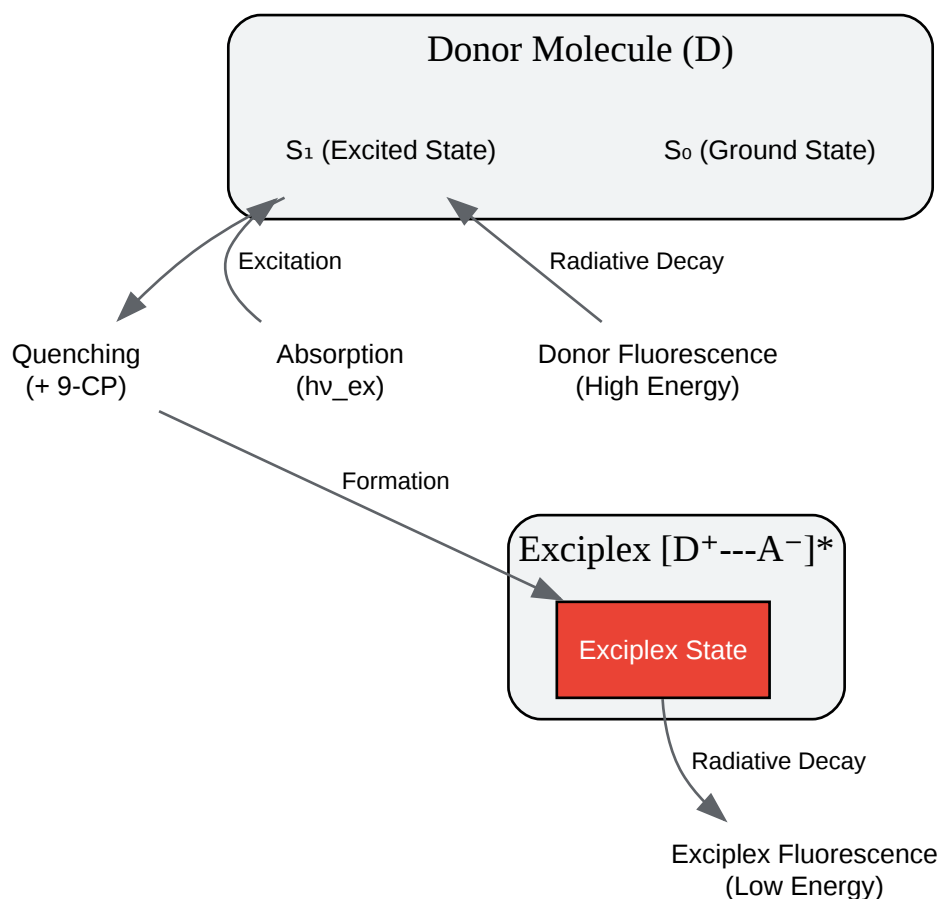 Donor Molecule (D)
S₁ (Excited State)
S₀ (Ground State)
Excitation
Radiative Decay
Quenching
(+ 9-CP)
Absorption
(hν_ex)
Donor Fluorescence
(High Energy)
Formation
Exciplex [D⁺---A⁻]*
Exciplex State
Radiative Decay
Exciplex Fluorescence
(Low Energy)